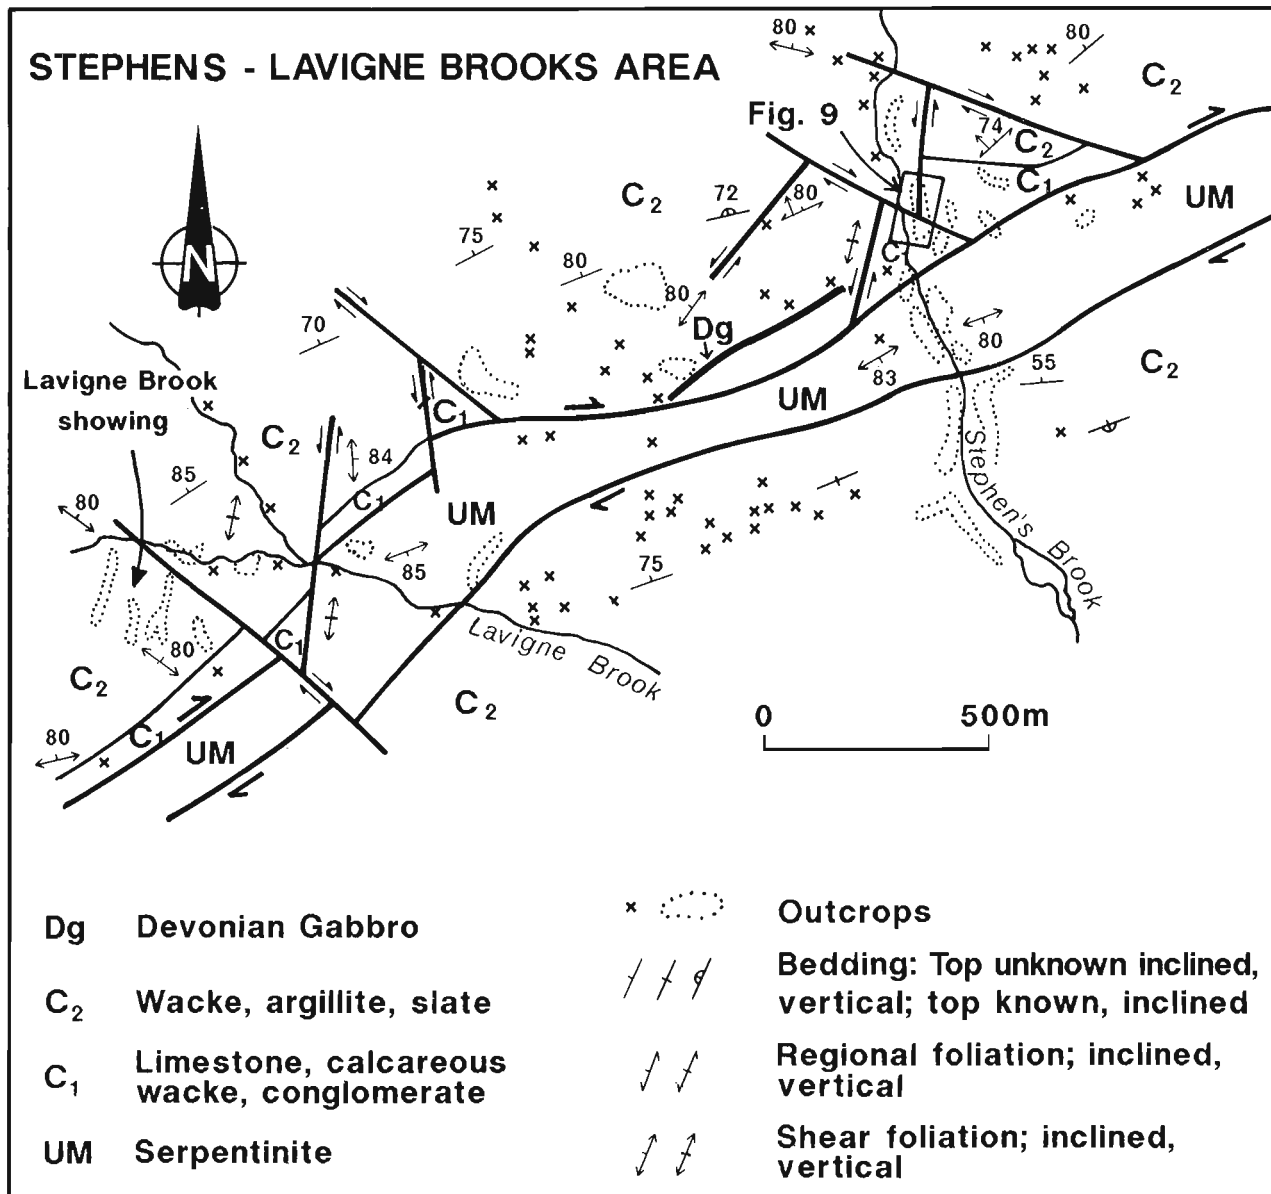 STEPHENS - LAVIGNE BROOKS AREA
80
80
C2
Fig. 9
74
C2
C1
UM
N
C2
72
80
75
80
C
80
70
Dg
80
55
C2
83
UM
Lavigne Brook
showing
C1
C2
84
85
80
C1
UM
85
75
Stephen's Brook
Lavigne Brook
C1
80
C2
C2
80
C1
UM
0 500m
Dg Devonian Gabbro
C2 Wacke, argillite, slate
C1 Limestone, calcareous
wacke, conglomerate
UM Serpentinite
x Outcrops
Bedding: Top unknown inclined,
vertical; top known, inclined
Regional foliation; inclined,
vertical
Shear foliation; inclined,
vertical